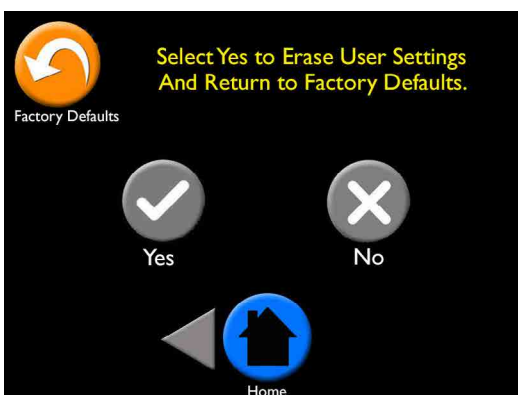 Select Yes to Erase User Settings
And Return to Factory Defaults.
Factory Defaults
Yes
No
Home